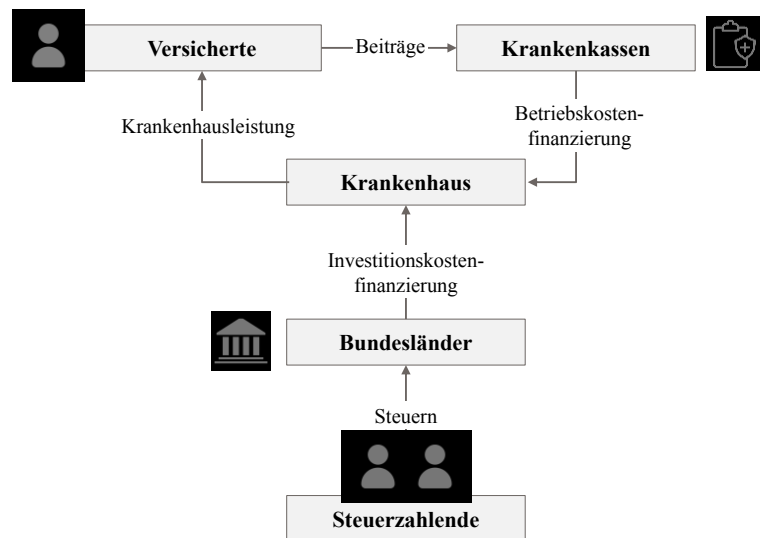 Versicherte
Beiträge
Krankenkassen
Krankenhausleistung
Betriebskosten-
finanzierung
Krankenhaus
Investitionskosten-
finanzierung
Bundesländer
Steuern
Steuerzahlende